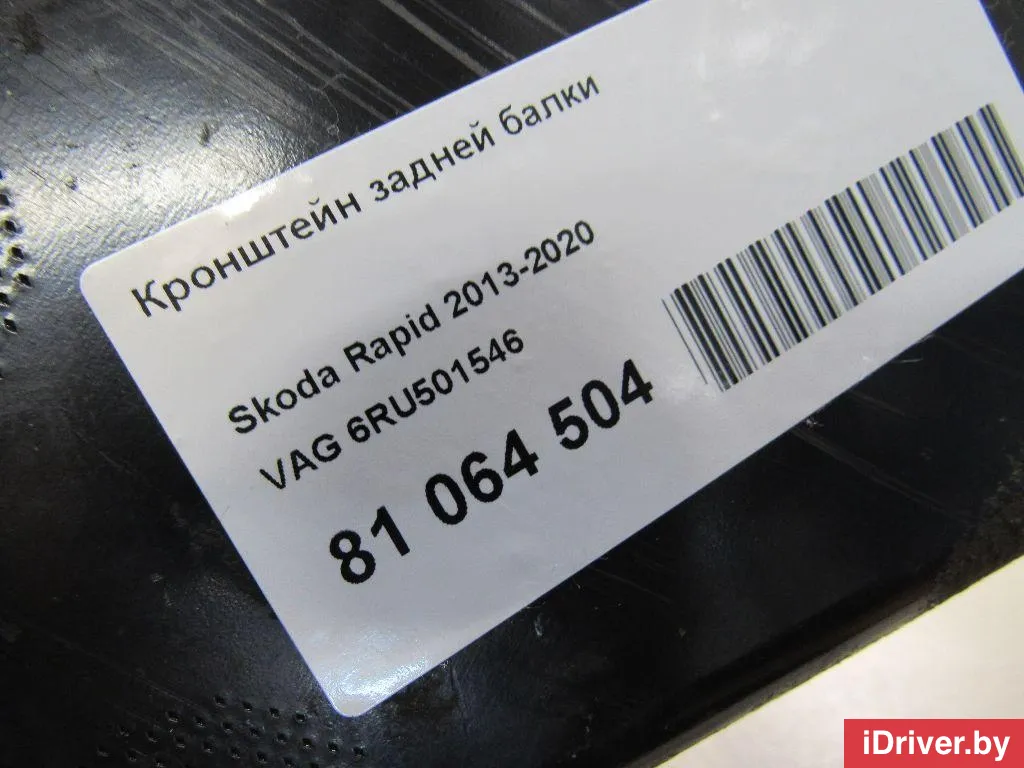 Кронштейн задней балки
Skoda Rapid 2013-2020
VAG 6RU501546
81 064 504
iDriver.by